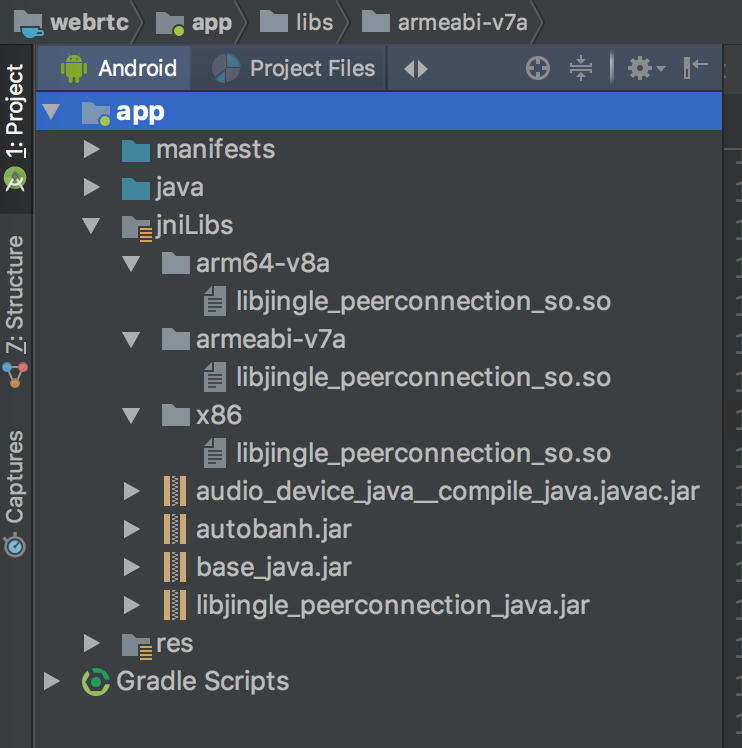 webrtc app libs armeabi-v7a
Android Project Files
1: Project
7: Structure
Captures
app
manifests
java
jniLibs
arm64-v8a
libjingle_peerconnection_so.so
armeabi-v7a
libjingle_peerconnection_so.so
x86
libjingle_peerconnection_so.so
audio_device_java__compile_java.javac.jar
autobanh.jar
base_java.jar
libjingle_peerconnection_java.jar
res
Gradle Scripts